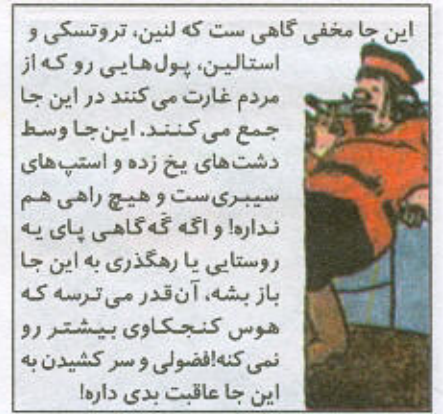 این جا مخفی گاهی ست که لنین، تروتسکی و
استالین، پول‌هایی رو که از
مردم غارت می‌کنند در این جا
جمع می‌کنند. این‌جا وسط
دشت‌های یخ زده و استپ‌های
سیبری‌ست و هیچ راهی هم
نداره! و اگه گَه‌گاهی پای یه
روستایی یا رهگذری به این جا
باز بشه، آن‌قدر می‌ترسه که
هوس کنجکاوی بیشتر رو
نمی‌کنه!فضولی و سر کشیدن به
این جا عاقبت بدی داره!